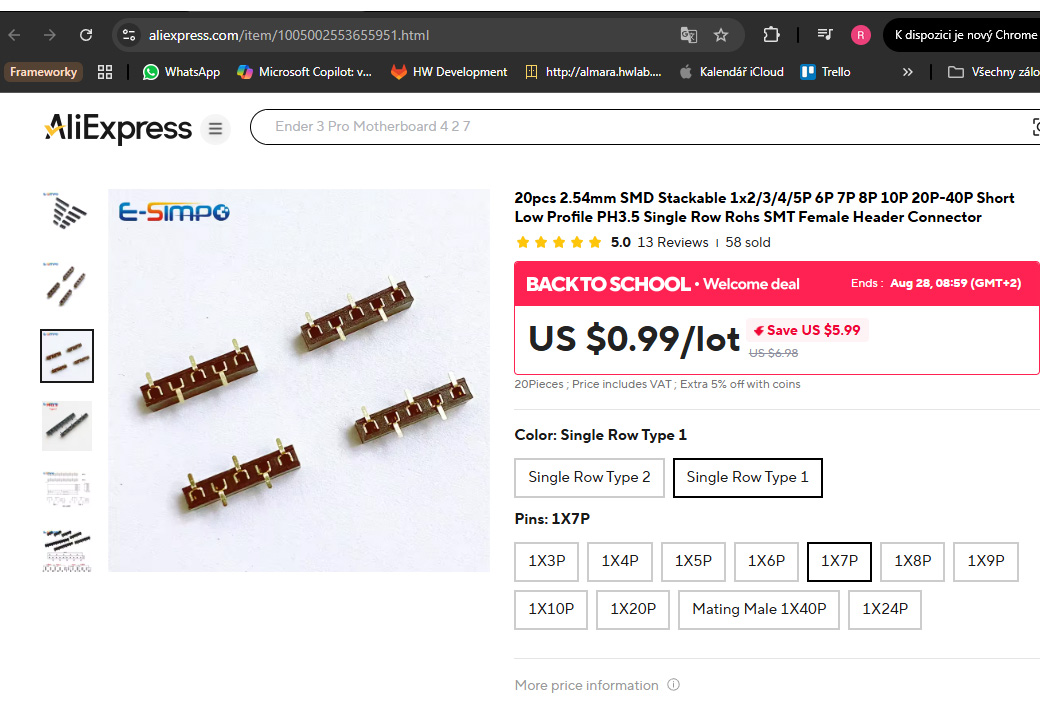 aliexpress.com/item/1005002553655951.html
R
K dispozici je nový Chrome
Frameworky
WhatsApp
Microsoft Copilot: v...
HW Development
http://almara.hwlab....
Kalendář iCloud
Trello
»
Všechny zálo
AliExpress
Ender 3 Pro Motherboard 4 2 7
E-SIMPO
20pcs 2.54mm SMD Stackable 1x2/3/4/5P 6P 7P 8P 10P 20P-40P Short
Low Profile PH3.5 Single Row Rohs SMT Female Header Connector
5.0 13 Reviews | 58 sold
BACK TO SCHOOL • Welcome deal
Ends : Aug 28, 08:59 (GMT+2)
US $0.99/lot
Save US $5.99
US $6.98
20Pieces ; Price includes VAT ; Extra 5% off with coins
Color: Single Row Type 1
Single Row Type 2
Single Row Type 1
Pins: 1X7P
1X3P
1X4P
1X5P
1X6P
1X7P
1X8P
1X9P
1X10P
1X20P
Mating Male 1X40P
1X24P
More price information